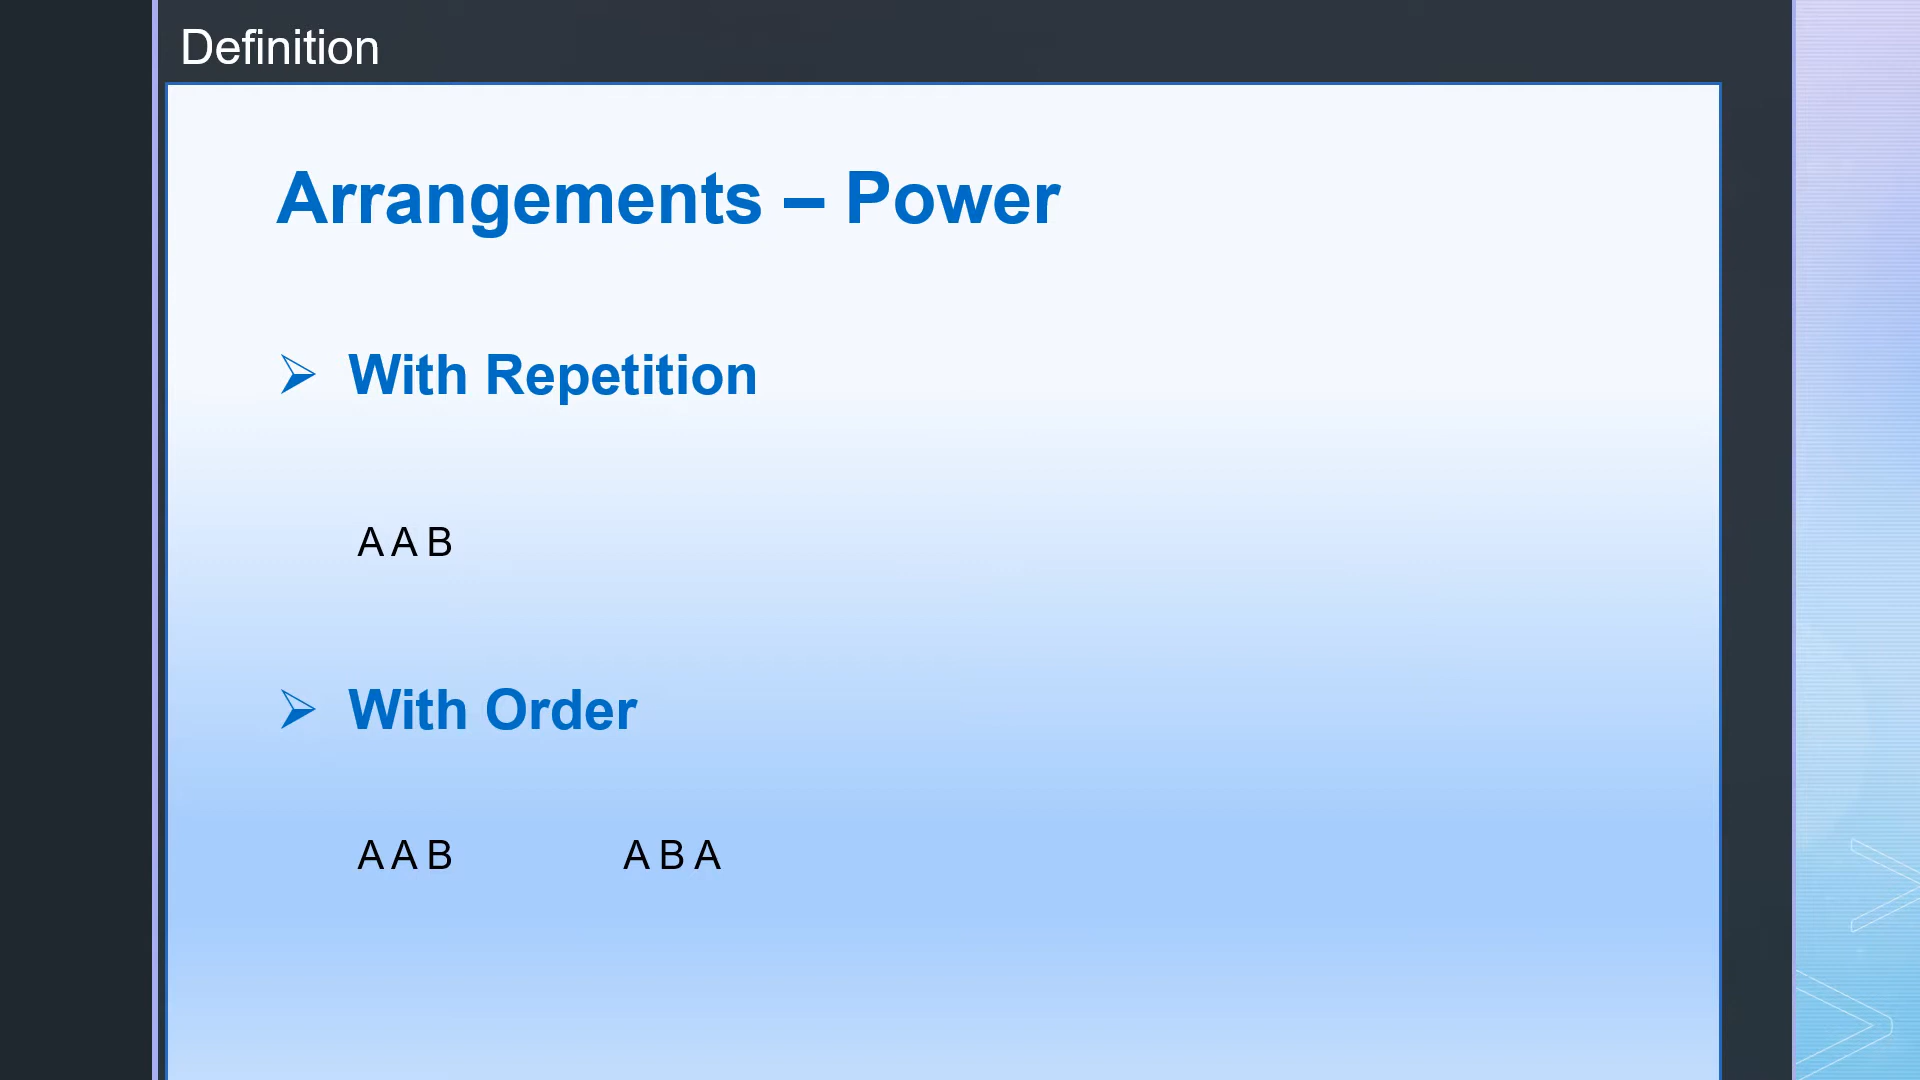 Definition
Arrangements – Power
➢ With Repetition
A A B
➢ With Order
A A B A B A